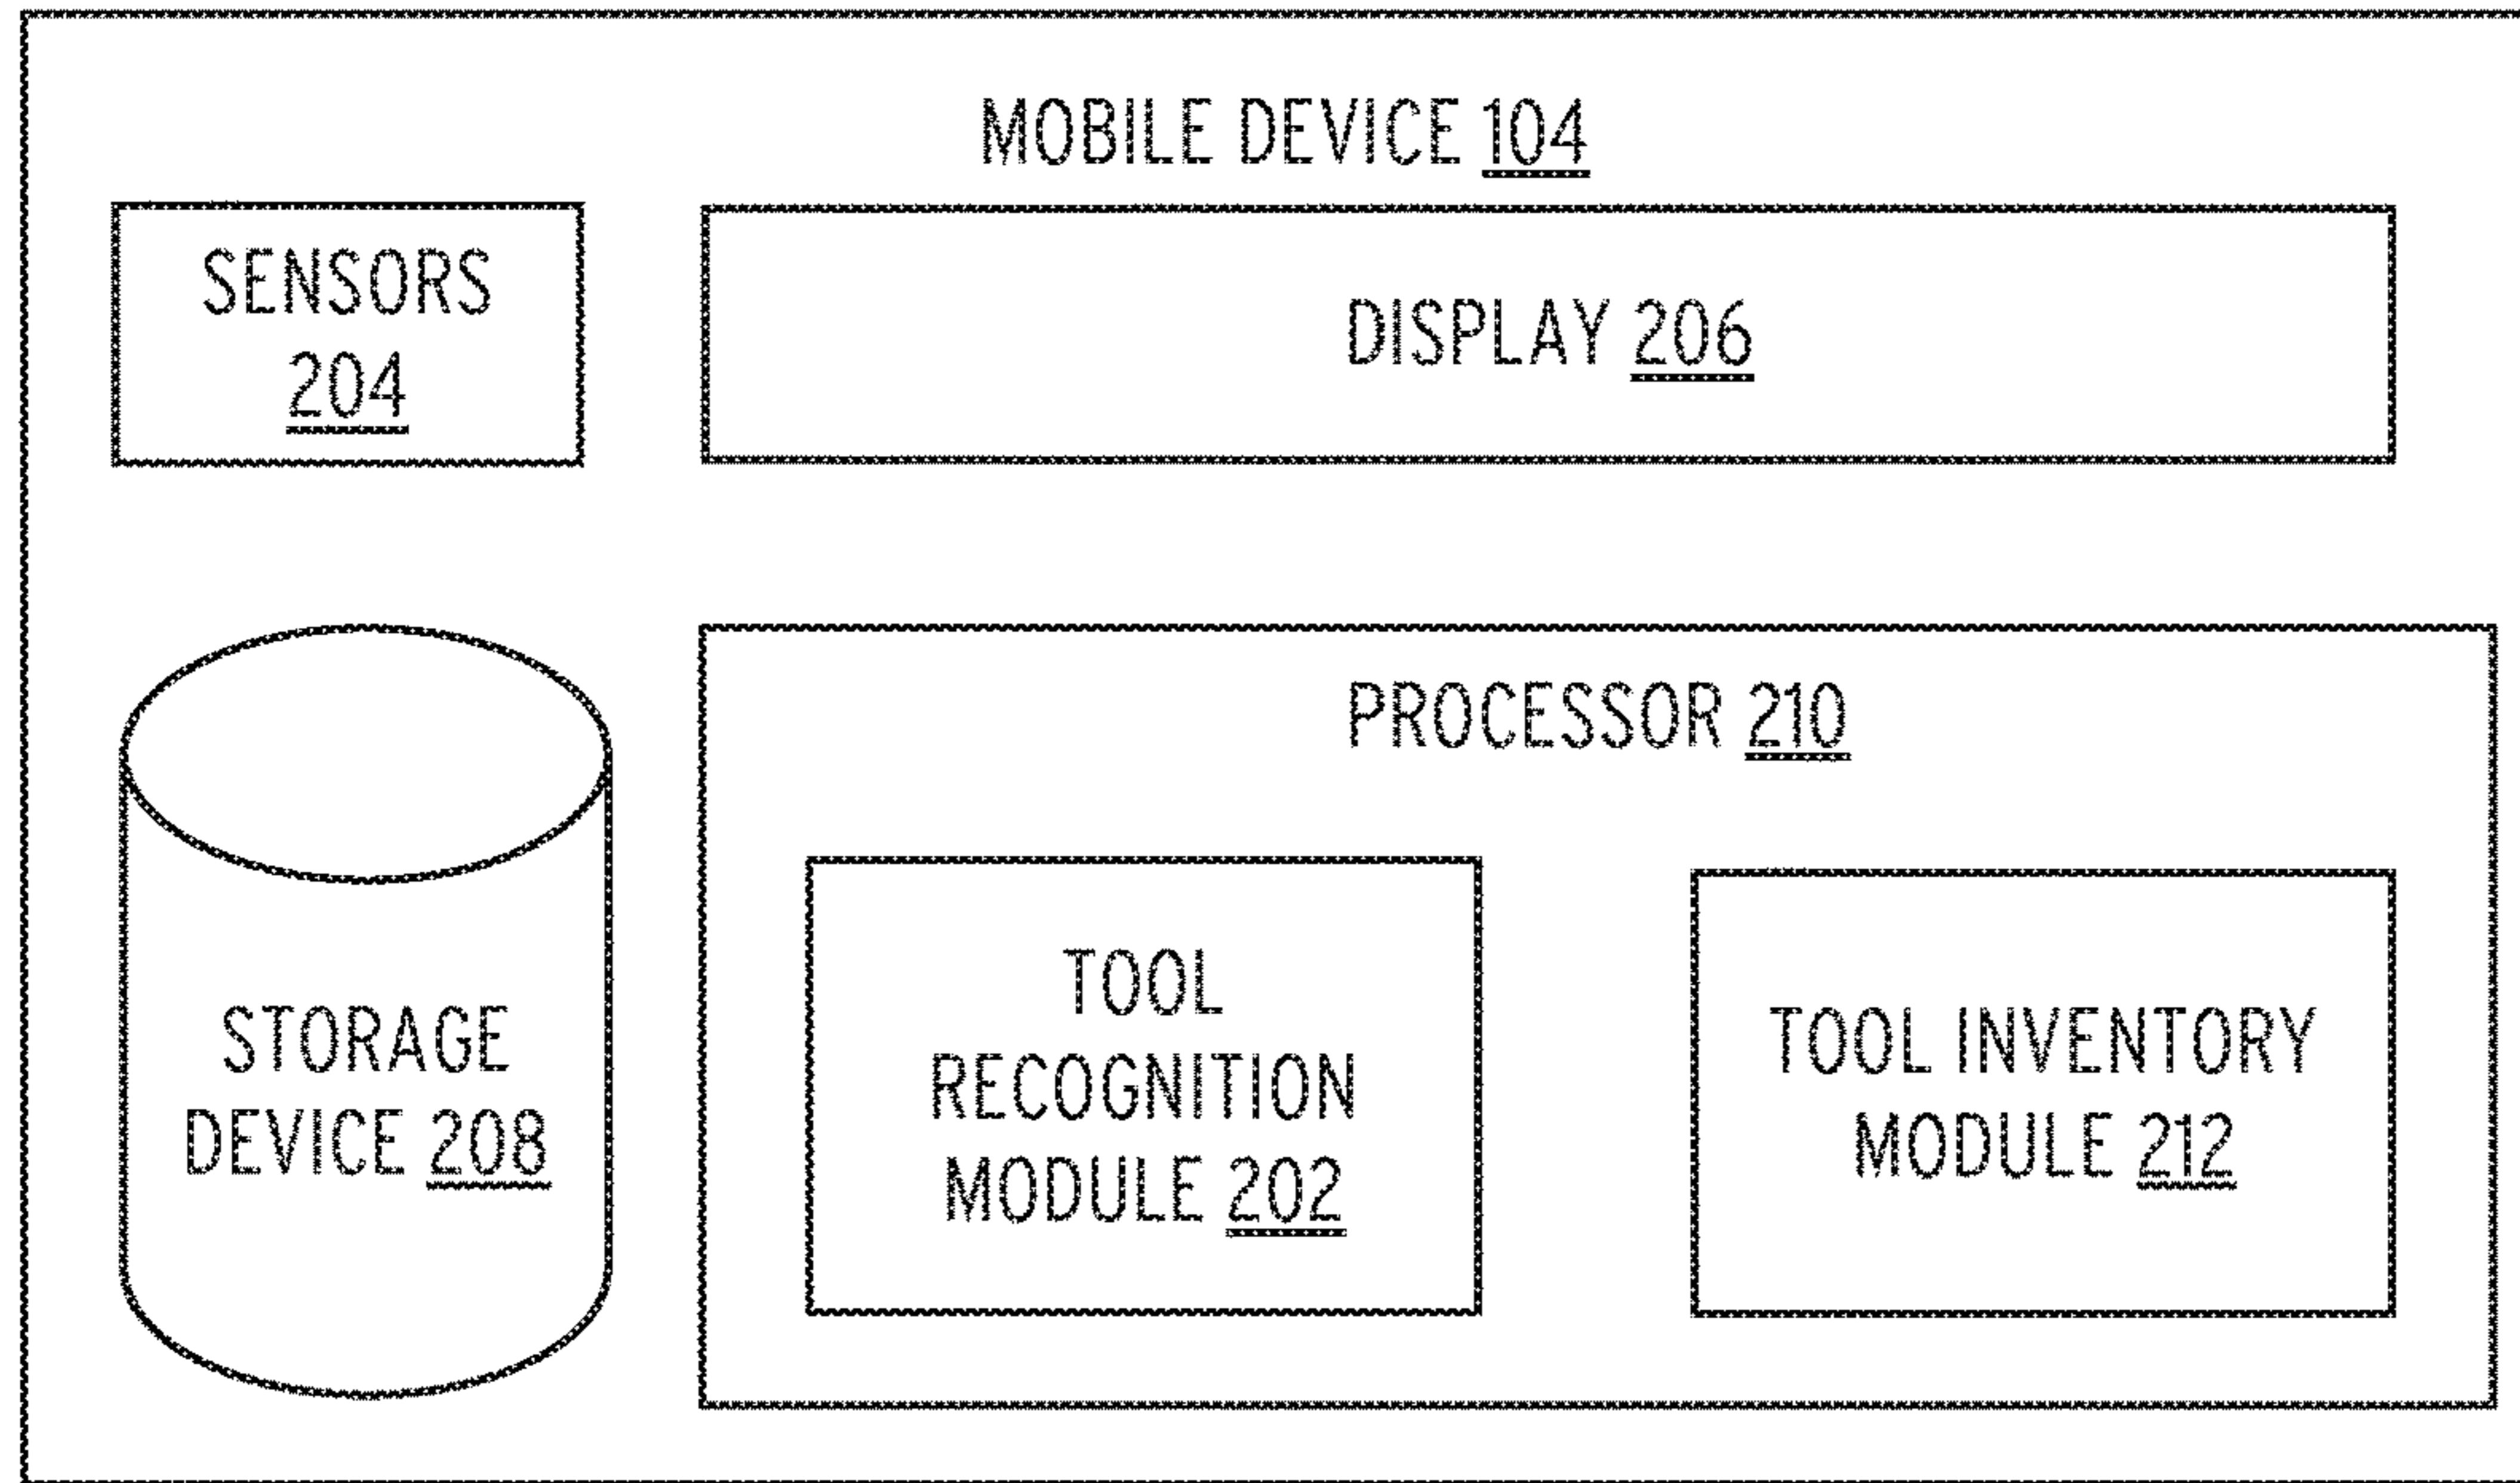 MOBILE DEVICE 104
SENSORS
204
DISPLAY 206
STORAGE
DEVICE 208
PROCESSOR 210
TOOL
RECOGNITION
MODULE 202
TOOL INVENTORY
MODULE 212